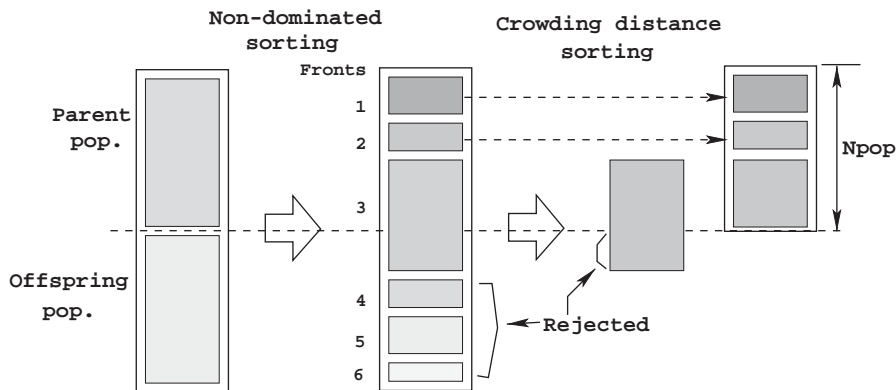 Non-dominated
sorting
Crowding distance
sorting
Fronts
Parent
pop.
1
2
3
Npop
Offspring
pop.
4
5
6
Rejected